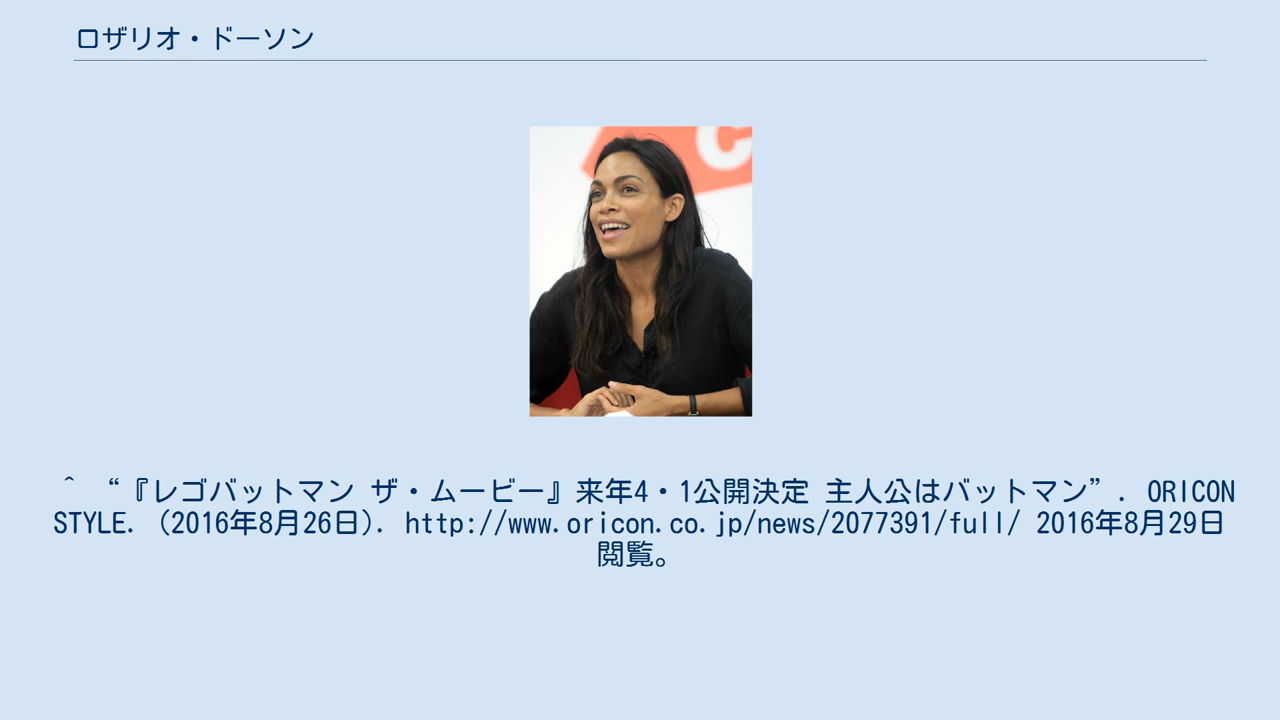 ロザリオ・ドーソン
C
^ “『レゴバットマン ザ・ムービー』来年4・1公開決定 主人公はバットマン”. ORICON
STYLE. (2016年8月26日). http://www.oricon.co.jp/news/2077391/full/ 2016年8月29日
閲覧。